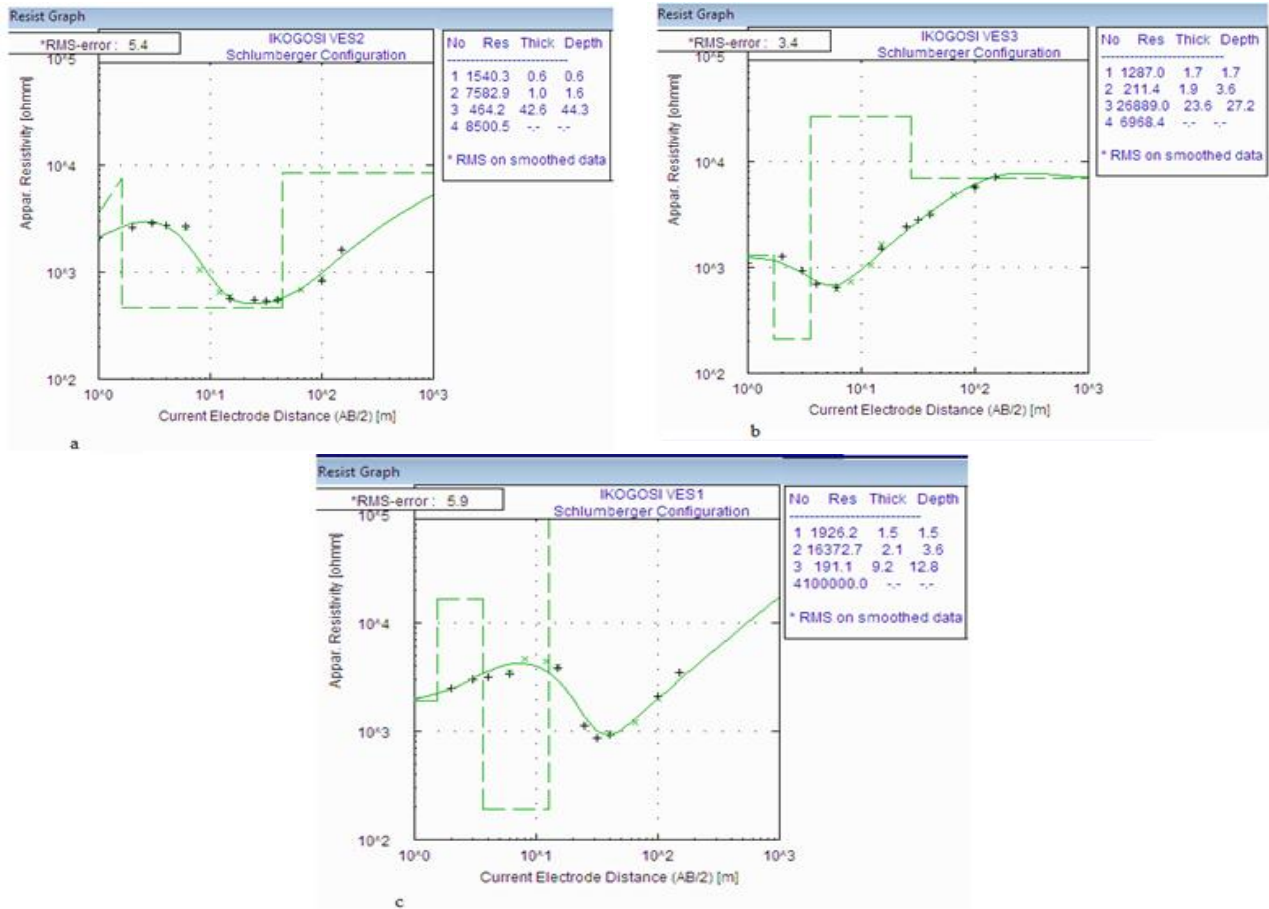 Resist Graph
*RMS-error : 5.4
IKOGOSI VES2
Schlumberger Configuration
No Res Thick Depth
1 1540.3 0.6 0.6
2 7582.9 1.0 1.6
3 464.2 42.6 44.3
4 8500.5 -.- -.-
* RMS on smoothed data
Appar. Resistivity [ohmm]
10^5
10^4
10^3
10^2
10^0 10^1 10^2 10^3
Current Electrode Distance (AB/2) [m]
a
Resist Graph
*RMS-error : 3.4
IKOGOSI VES3
Schlumberger Configuration
No Res Thick Depth
1 1287.0 1.7 1.7
2 211.4 1.9 3.6
3 26889.0 23.6 27.2
4 6968.4 -.- -.-
* RMS on smoothed data
Appar. Resistivity [ohmm]
10^5
10^4
10^3
10^2
10^0 10^1 10^2 10^3
Current Electrode Distance (AB/2) [m]
b
Resist Graph
*RMS-error : 5.9
IKOGOSI VES1
Schlumberger Configuration
No Res Thick Depth
1 1926.2 1.5 1.5
2 16372.7 2.1 3.6
3 191.1 9.2 12.8
4100000.0 -.- -.-
* RMS on smoothed data
Appar. Resistivity [ohmm]
10^5
10^4
10^3
10^2
10^0 10^1 10^2 10^3
Current Electrode Distance (AB/2) [m]
c